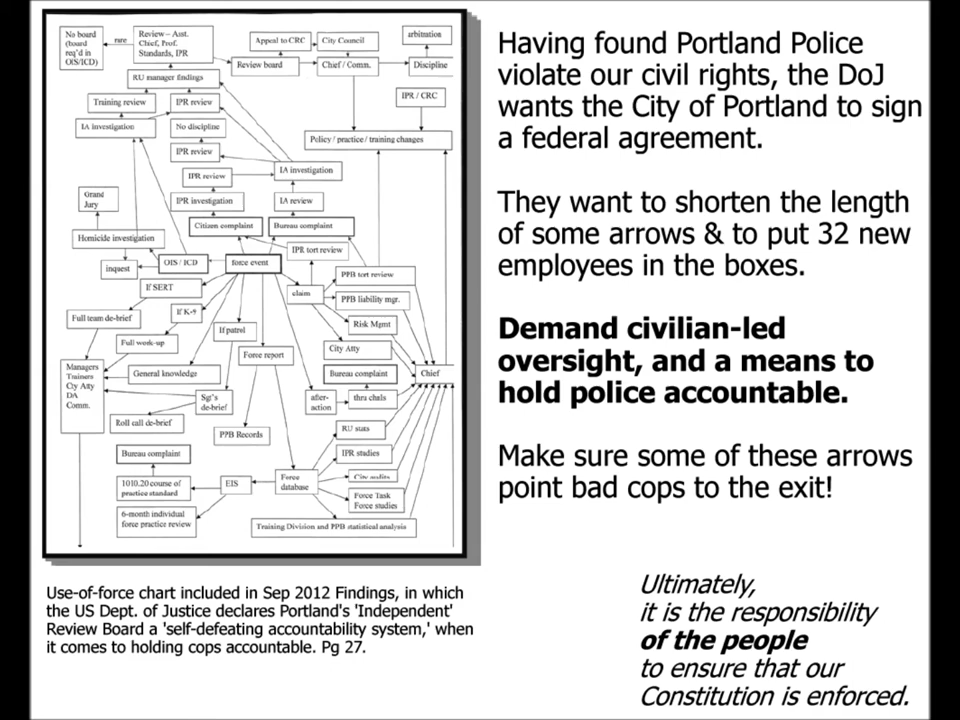 No board
(board
req'd in
OIS/ICD)
rare
Review – Asst.
Chief, Prof.
Standards, IPR
Appeal to CRC
City Council
arbitration
Review board
Chief / Comm.
Discipline
RU manager findings
Training review
IPR review
IPR / CRC
IA investigation
No discipline
Policy / practice / training changes
IPR review
IPR review
IA investigation
Grand
Jury
IPR investigation
IA review
Citizen complaint
Bureau complaint
Homicide investigation
IPR tort review
inquest
OIS / ICD
force event
PPB tort review
If SERT
claim
PPB liability mgr.
Full team de-brief
If K-9
If patrol
Risk Mgmt
Full work-up
Force report
City Atty
Managers
Trainers
Cty Atty
DA
Comm.
General knowledge
Bureau complaint
Chief
Sgt's
de-brief
after-
action
thru chals
Roll call de-brief
PPB Records
RU stats
Bureau complaint
IPR studies
1010.20 course of
practice standard
EIS
Force
database
City audits
Force Task
Force studies
6-month individual
force practice review
Training Division and PPB statistical analysis
Use-of-force chart included in Sep 2012 Findings, in which
the US Dept. of Justice declares Portland's 'Independent'
Review Board a 'self-defeating accountability system,' when
it comes to holding cops accountable. Pg 27.
Having found Portland Police
violate our civil rights, the DoJ
wants the City of Portland to sign
a federal agreement.
They want to shorten the length
of some arrows & to put 32 new
employees in the boxes.
Demand civilian-led
oversight, and a means to
hold police accountable.
Make sure some of these arrows
point bad cops to the exit!
Ultimately,
it is the responsibility
of the people
to ensure that our
Constitution is enforced.